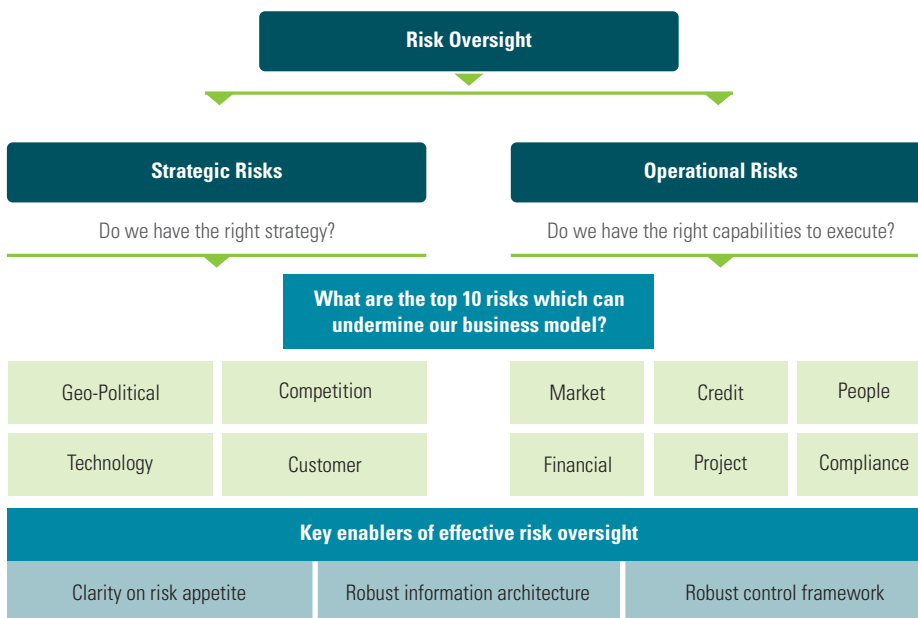 Risk Oversight
Strategic Risks
Do we have the right strategy?
Operational Risks
Do we have the right capabilities to execute?
What are the top 10 risks which can
undermine our business model?
Geo-Political
Competition
Technology
Customer
Market
Credit
People
Financial
Project
Compliance
Key enablers of effective risk oversight
Clarity on risk appetite
Robust information architecture
Robust control framework